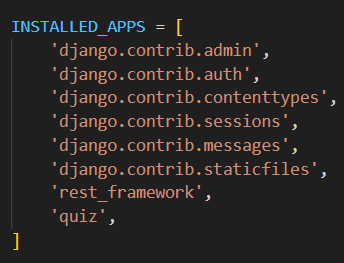 INSTALLED_APPS = [
    'django.contrib.admin',
    'django.contrib.auth',
    'django.contrib.contenttypes',
    'django.contrib.sessions',
    'django.contrib.messages',
    'django.contrib.staticfiles',
    'rest_framework',
    'quiz',
]